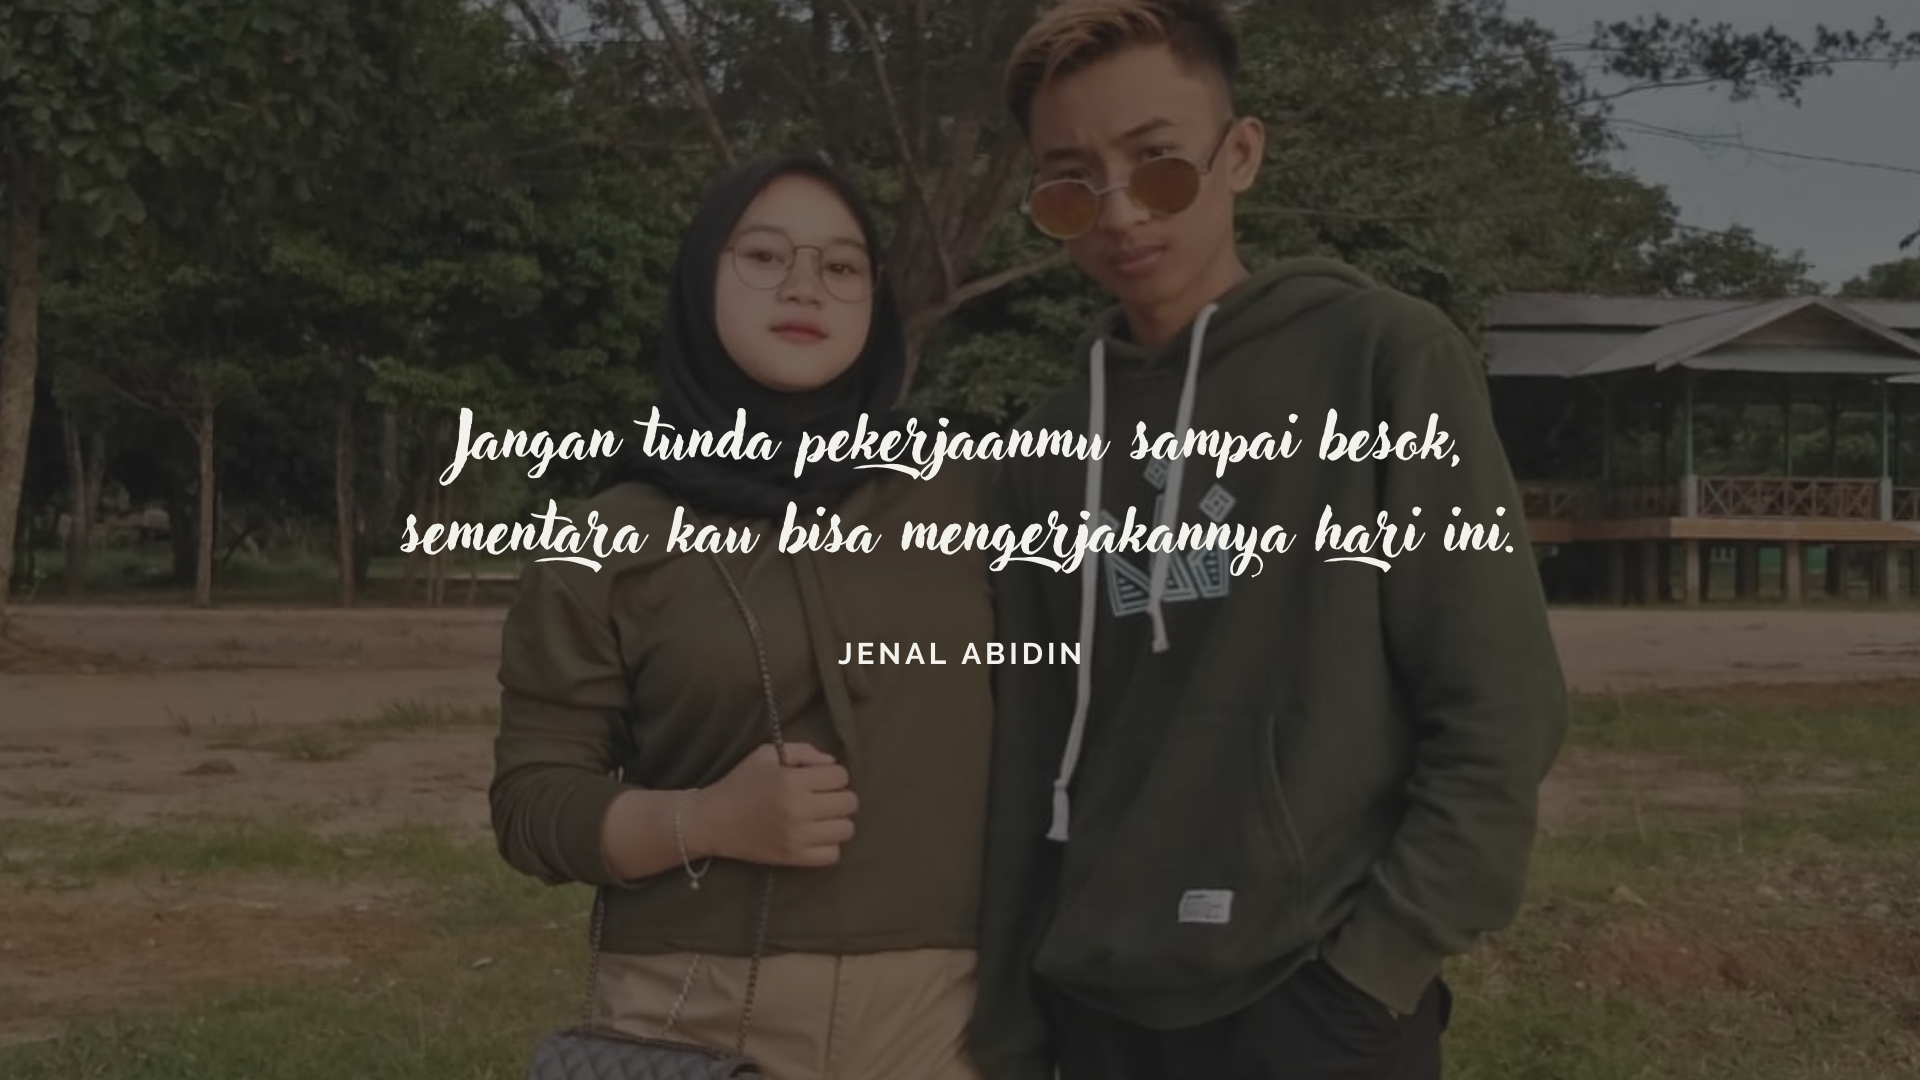 Jangan tunda pekerjaanmu sampai besok,
sementara kau bisa mengerjakannya hari ini.
JENAL ABIDIN